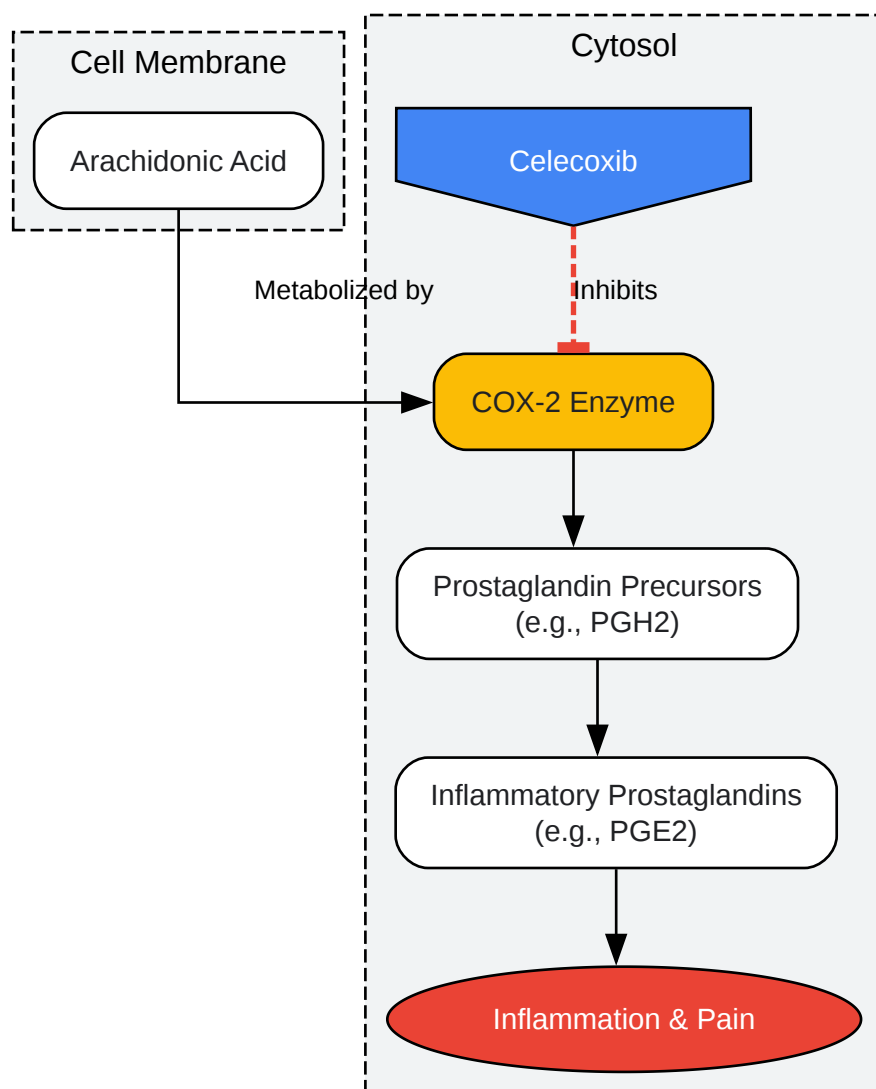 Cell Membrane
Cytosol
Arachidonic Acid
Celecoxib
Metabolized by
Inhibits
COX-2 Enzyme
Prostaglandin Precursors
(e.g., PGH2)
Inflammatory Prostaglandins
(e.g., PGE2)
Inflammation & Pain